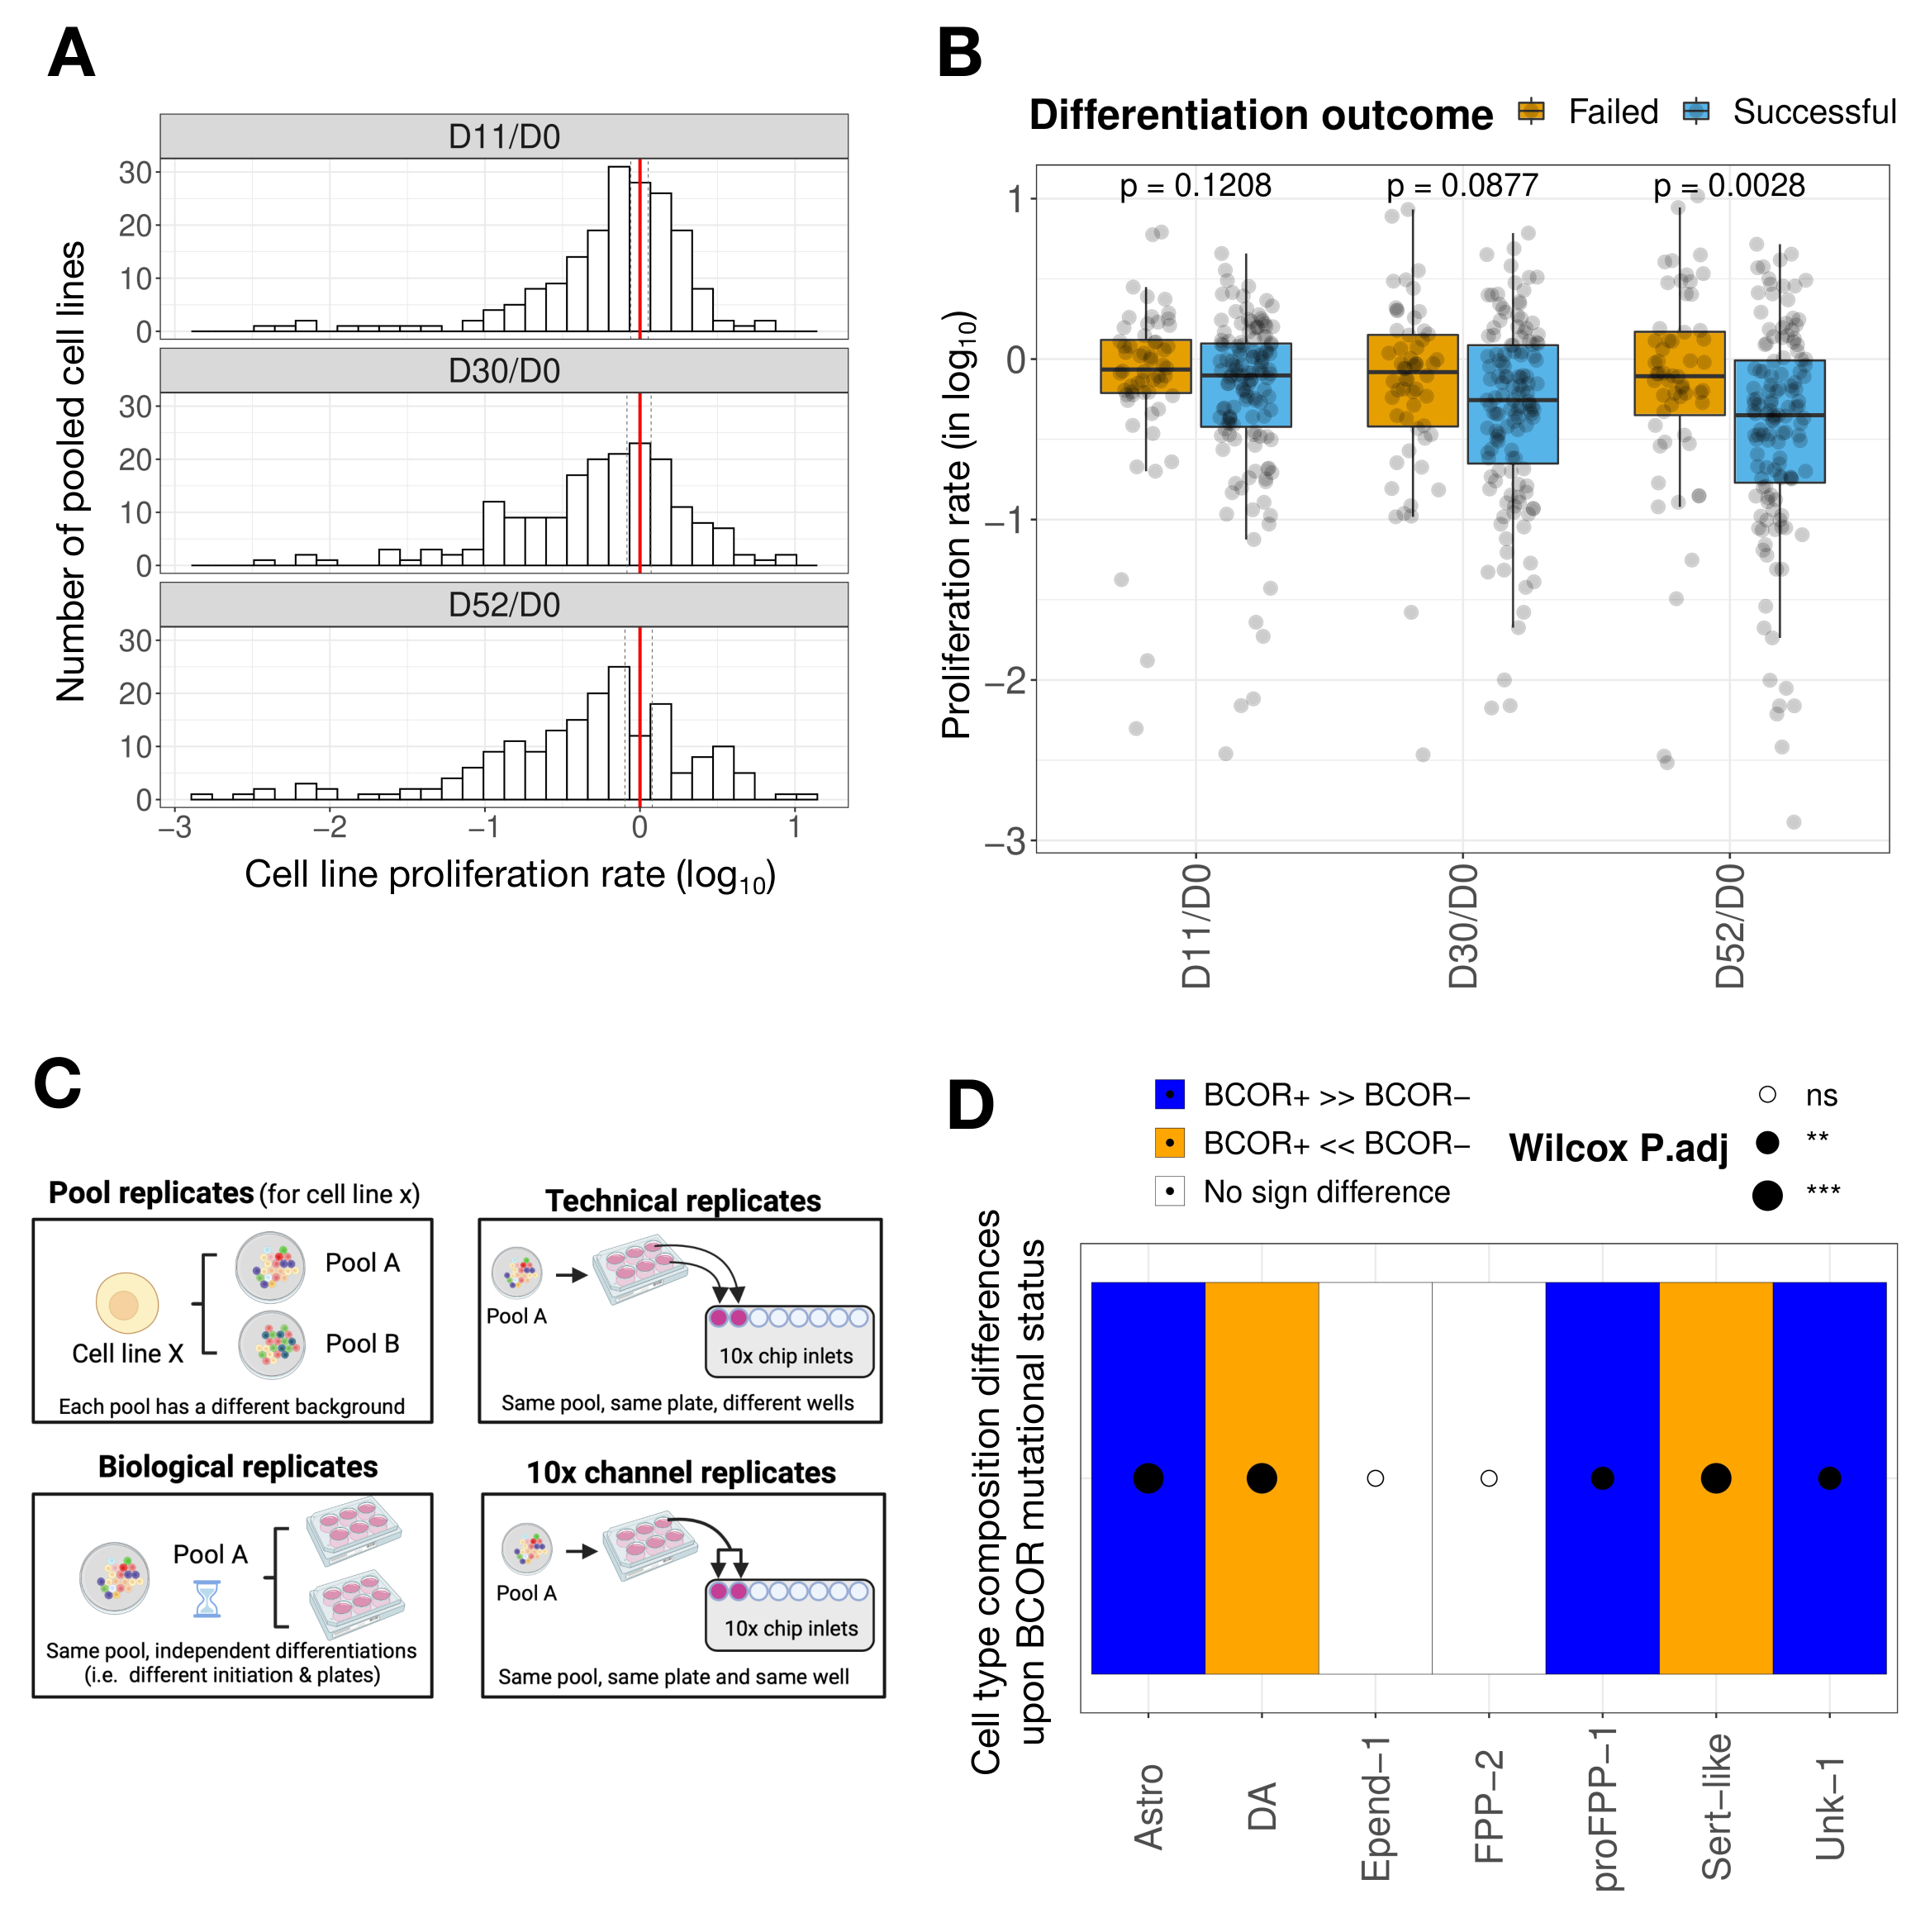 A
D11/D0
30
20
10
0
D30/D0
30
20
10
0
D52/D0
30
20
10
0
−3 −2 −1 0 1
Number of pooled cell lines
Cell line proliferation rate (log10)
B
Differentiation outcome Failed Successful
p = 0.1208 p = 0.0877 p = 0.0028
1
0
−1
−2
−3
Proliferation rate (in log10)
D11/D0 D30/D0 D52/D0
C
Pool replicates (for cell line x)
Cell line X
Pool A
Pool B
Each pool has a different background
Technical replicates
Pool A
10x chip inlets
Same pool, same plate, different wells
Biological replicates
Pool A
Same pool, independent differentiations
(i.e. different initiation & plates)
10x channel replicates
Pool A
10x chip inlets
Same pool, same plate and same well
D
BCOR+ >> BCOR−
BCOR+ << BCOR−
No sign difference
Wilcox P.adj
ns
**
***
Cell type composition differences
upon BCOR mutational status
Astro DA Epend−1 FPP−2 proFPP−1 Sert−like Unk−1